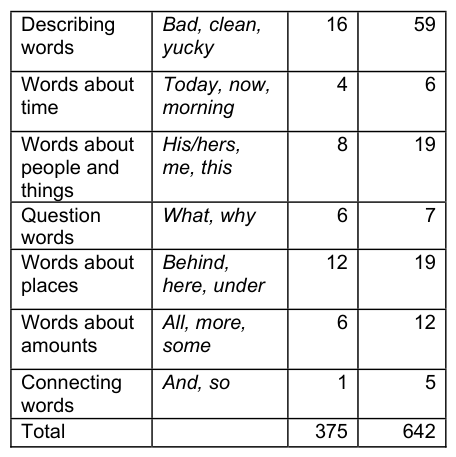 Describing words Bad, clean, yucky 16 59
Words about time Today, now, morning 4 6
Words about people and things His/hers, me, this 8 19
Question words What, why 6 7
Words about places Behind, here, under 12 19
Words about amounts All, more, some 6 12
Connecting words And, so 1 5
Total 375 642